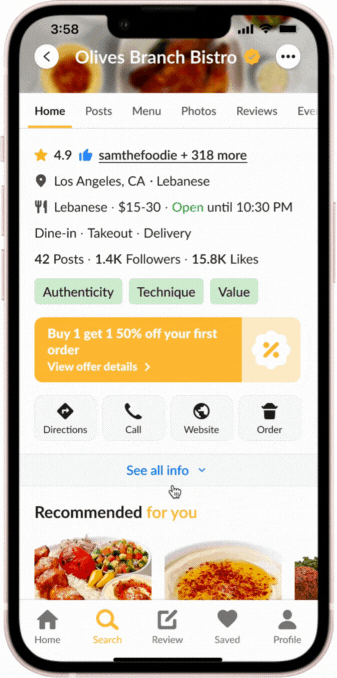 3:58
Olives Branch Bistro
Home Posts Menu Photos Reviews Eve
4.9 samthefoodie + 318 more
Los Angeles, CA · Lebanese
Lebanese · $15-30 · Open until 10:30 PM
Dine-in · Takeout · Delivery
42 Posts · 1.4K Followers · 15.8K Likes
Authenticity Technique Value
Buy 1 get 1 50% off your first
order
View offer details
Directions Call Website Order
See all info
Recommended for you
Home Search Review Saved Profile